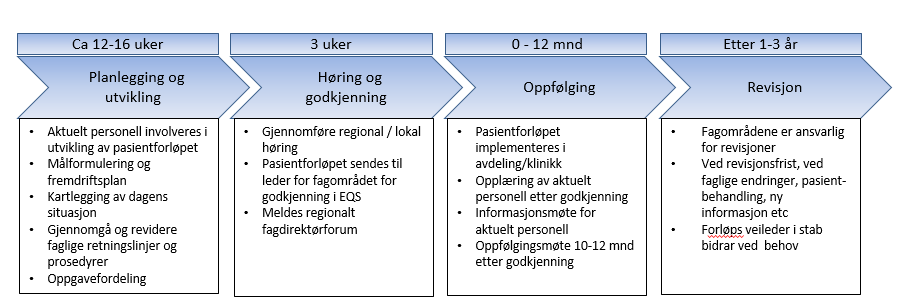 Ca 12-16 uker
Planlegging og
utvikling
• Aktuelt personell involveres i
utvikling av pasientforløpet
• Målformulering og
fremdriftsplan
• Kartlegging av dagens
situasjon
• Gjennomgå og revidere
faglige retningslinjer og
prosedyrer
• Oppgavefordeling
3 uker
Høring og
godkjenning
• Gjennomføre regional / lokal
høring
• Pasientforløpet sendes til
leder for fagområdet for
godkjenning i EQS
• Meldes regionalt
fagdirektørforum
0 - 12 mnd
Oppfølging
• Pasientforløpet
implementeres i
avdeling/klinikk
• Opplæring av aktuelt
personell etter godkjenning
• Informasjonsmøte for
aktuelt personell
• Oppfølgingsmøte 10-12 mnd
etter godkjenning
Etter 1-3 år
Revisjon
• Fagområdene er ansvarlig
for revisjoner
• Ved revisjonsfrist, ved
faglige endringer, pasient-
behandling, ny
informasjon etc
• Forløps veileder i stab
bidrar ved  behov